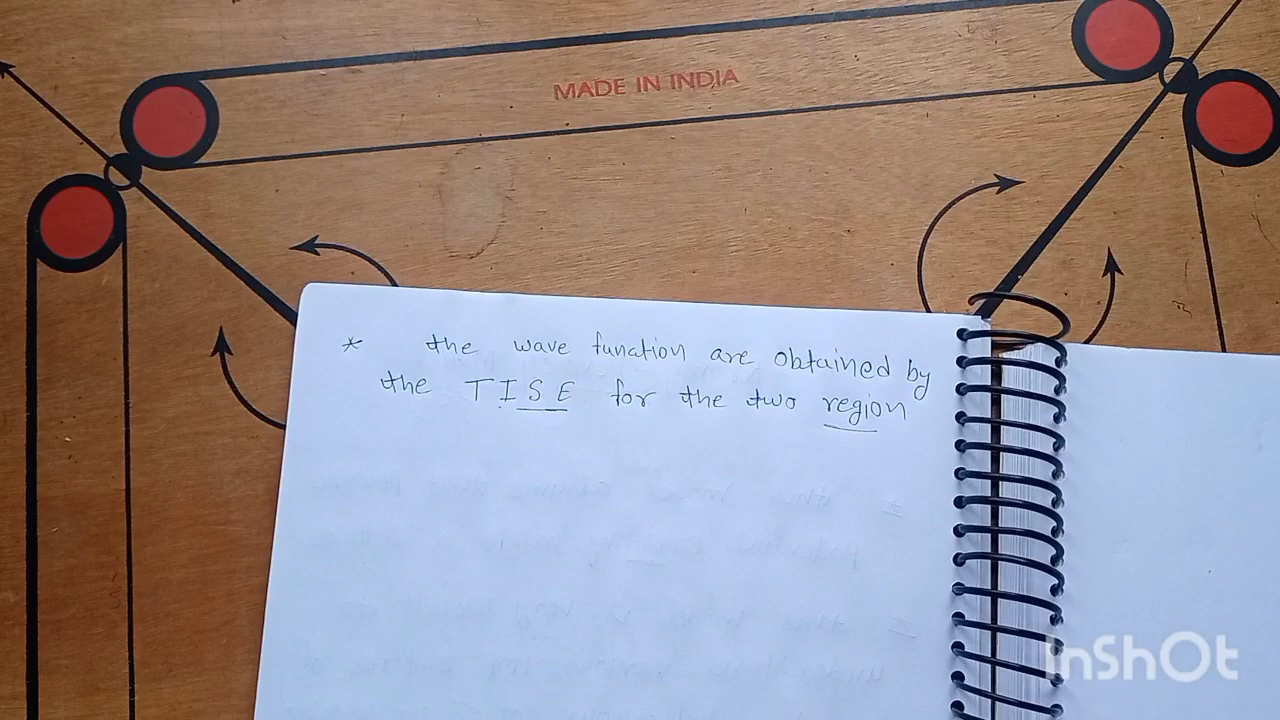 MADE IN INDIA
* the wave function are obtained by
the TISE for the two region
InShOt